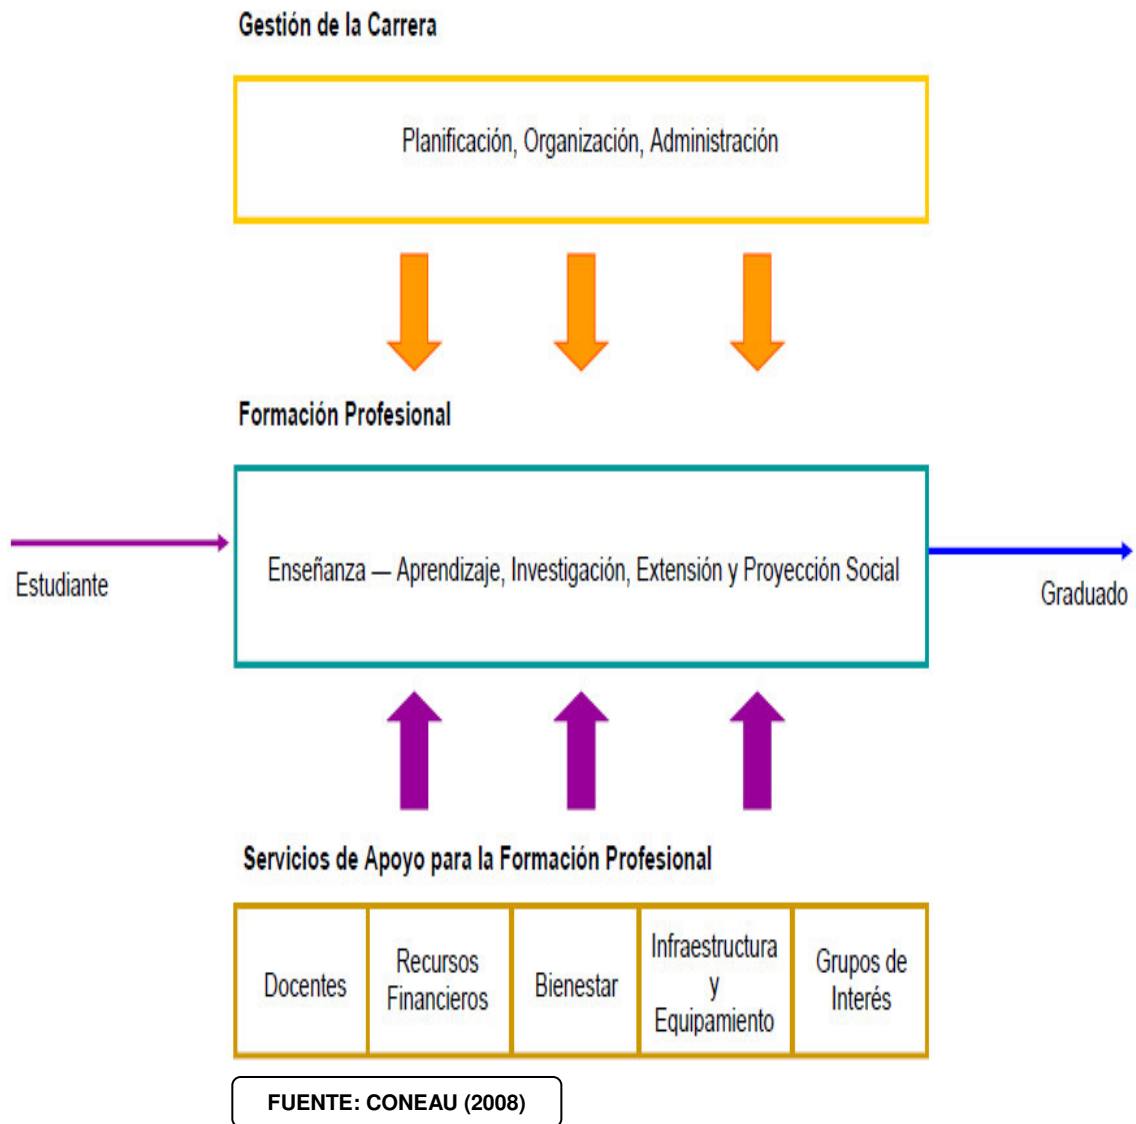 Gestión de la Carrera
Planificación, Organización, Administración
Formación Profesional
Estudiante
Enseñanza — Aprendizaje, Investigación, Extensión y Proyección Social
Graduado
Servicios de Apoyo para la Formación Profesional
Docentes
Recursos
Financieros
Bienestar
Infraestructura
y
Equipamiento
Grupos de
Interés
FUENTE: CONEAU (2008)